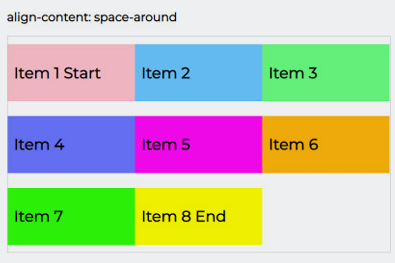 align-content: space-around
Item 1 Start Item 2 Item 3
Item 4 Item 5 Item 6
Item 7 Item 8 End